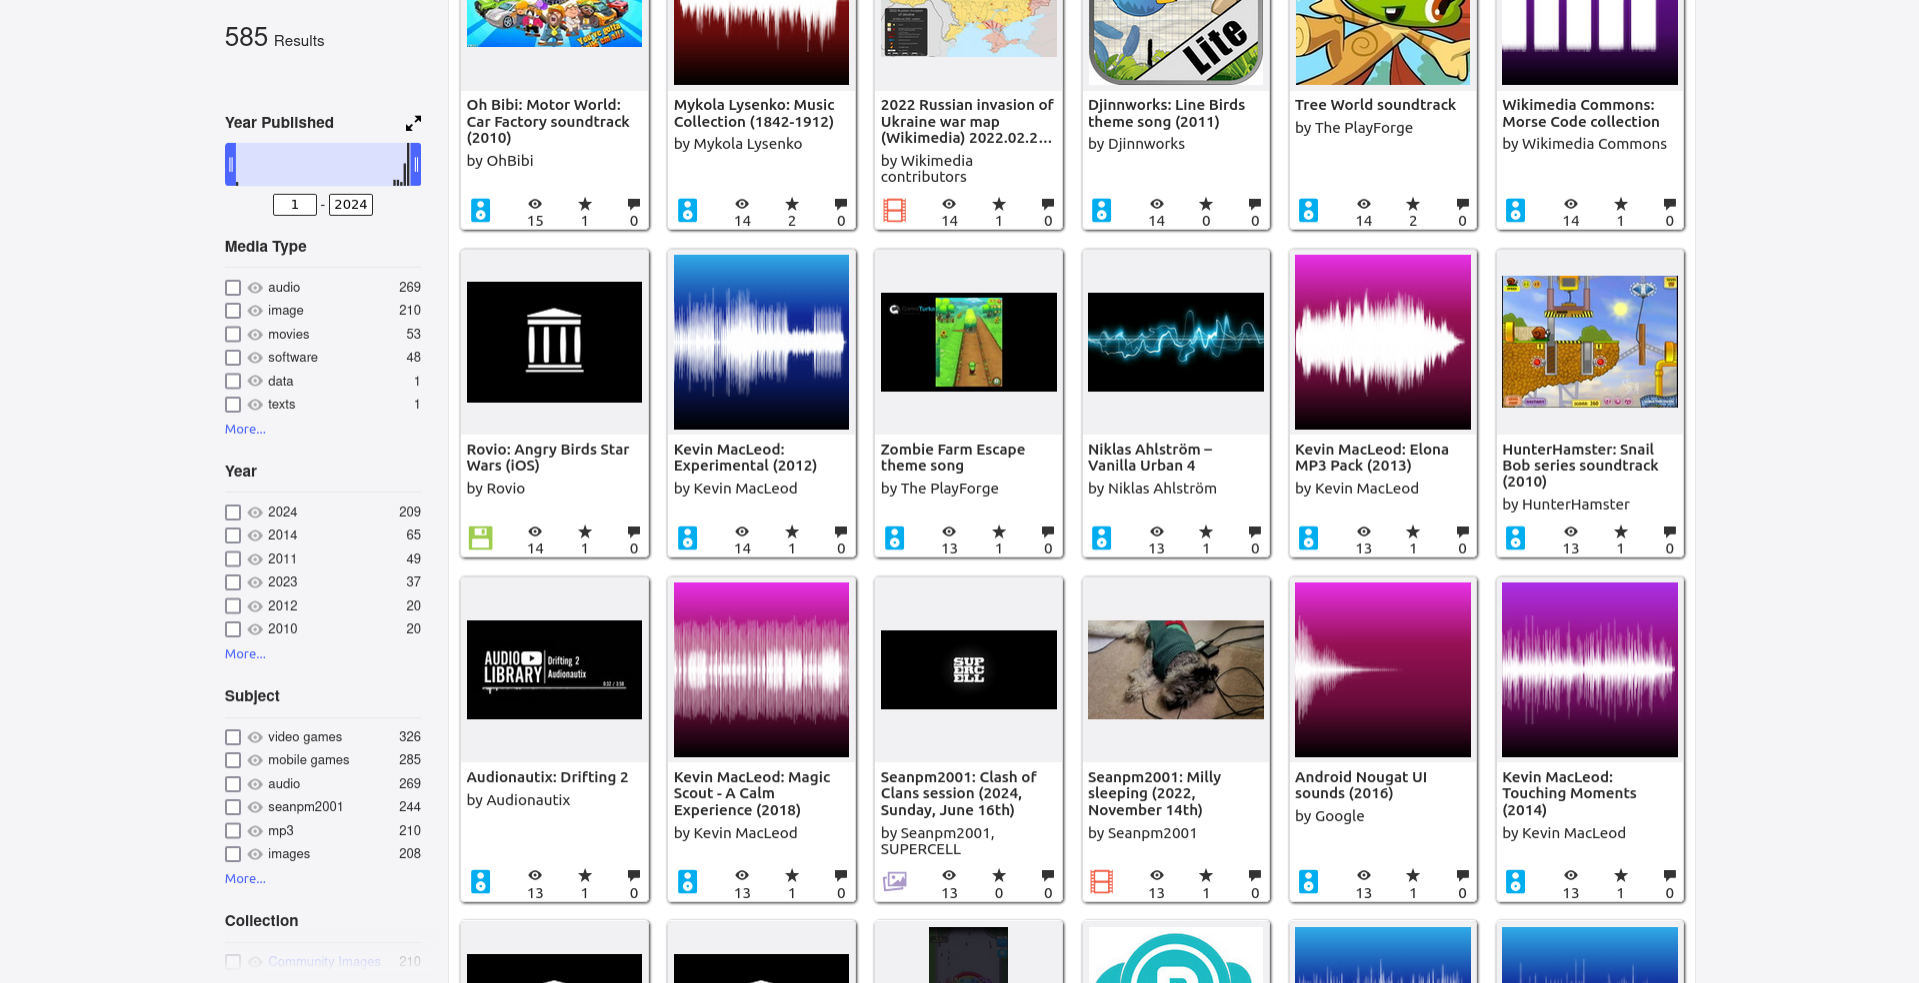 585 Results
Year Published
1 - 2024
Media Type
audio 269
image 210
movies 53
software 48
data 1
texts 1
More...
Year
2024 209
2014 65
2011 49
2023 37
2012 20
2010 20
More...
Subject
video games 326
mobile games 285
audio 269
seanpm2001 244
mp3 210
images 208
More...
Collection
Community Images 210
You've gotta
Oh Bibi: Motor World:
Car Factory soundtrack
(2010)
by OhBibi
15 1 0
Mykola Lysenko: Music
Collection (1842-1912)
by Mykola Lysenko
14 2 0
2022 Russian invasion of
Ukraine war map
(Wikimedia) 2022.02.2...
by Wikimedia
contributors
14 1 0
Lite
Djinnworks: Line Birds
theme song (2011)
by Djinnworks
14 0 0
Tree World soundtrack
by The PlayForge
14 2 0
Wikimedia Commons:
Morse Code collection
by Wikimedia Commons
14 1 0
Rovio: Angry Birds Star
Wars (iOS)
by Rovio
14 1 0
Kevin MacLeod:
Experimental (2012)
by Kevin MacLeod
14 1 0
Zombie Farm Escape
theme song
by The PlayForge
13 1 0
Niklas Ahlström –
Vanilla Urban 4
by Niklas Ahlström
13 1 0
Kevin MacLeod: Elona
MP3 Pack (2013)
by Kevin MacLeod
13 1 0
HunterHamster: Snail
Bob series soundtrack
(2010)
by HunterHamster
13 1 0
AUDIO
LIBRARY
Drifting 2
Audionautix
Audionautix: Drifting 2
by Audionautix
13 1 0
Kevin MacLeod: Magic
Scout - A Calm
Experience (2018)
by Kevin MacLeod
13 1 0
SUP
ERC
ELL
Seanpm2001: Clash of
Clans session (2024,
Sunday, June 16th)
by Seanpm2001,
SUPERCELL
13 0 0
Seanpm2001: Milly
sleeping (2022,
November 14th)
by Seanpm2001
13 1 0
Android Nougat UI
sounds (2016)
by Google
13 1 0
Kevin MacLeod:
Touching Moments
(2014)
by Kevin MacLeod
13 1 0